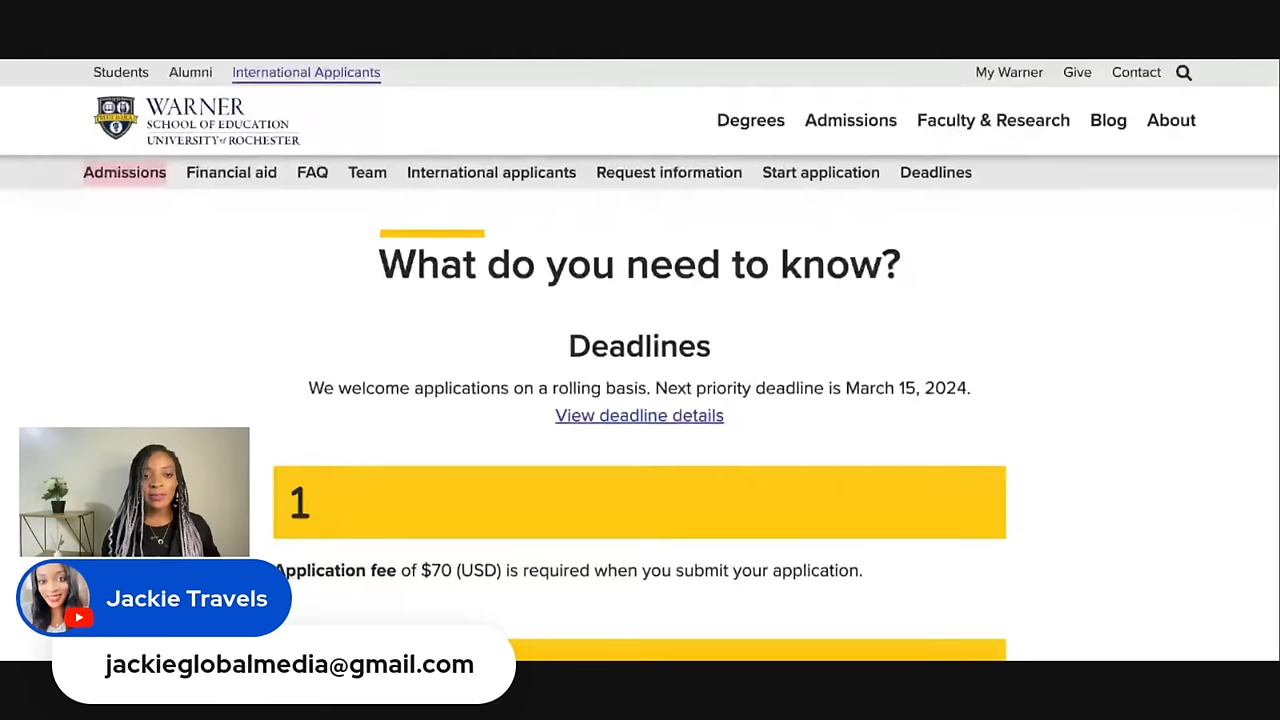 Students Alumni International Applicants My Warner Give Contact
WARNER
SCHOOL OF EDUCATION
UNIVERSITY of ROCHESTER
Degrees Admissions Faculty & Research Blog About
Admissions Financial aid FAQ Team International applicants Request information Start application Deadlines
What do you need to know?
Deadlines
We welcome applications on a rolling basis. Next priority deadline is March 15, 2024.
View deadline details
1
Application fee of $70 (USD) is required when you submit your application.
Jackie Travels
jackieglobalmedia@gmail.com